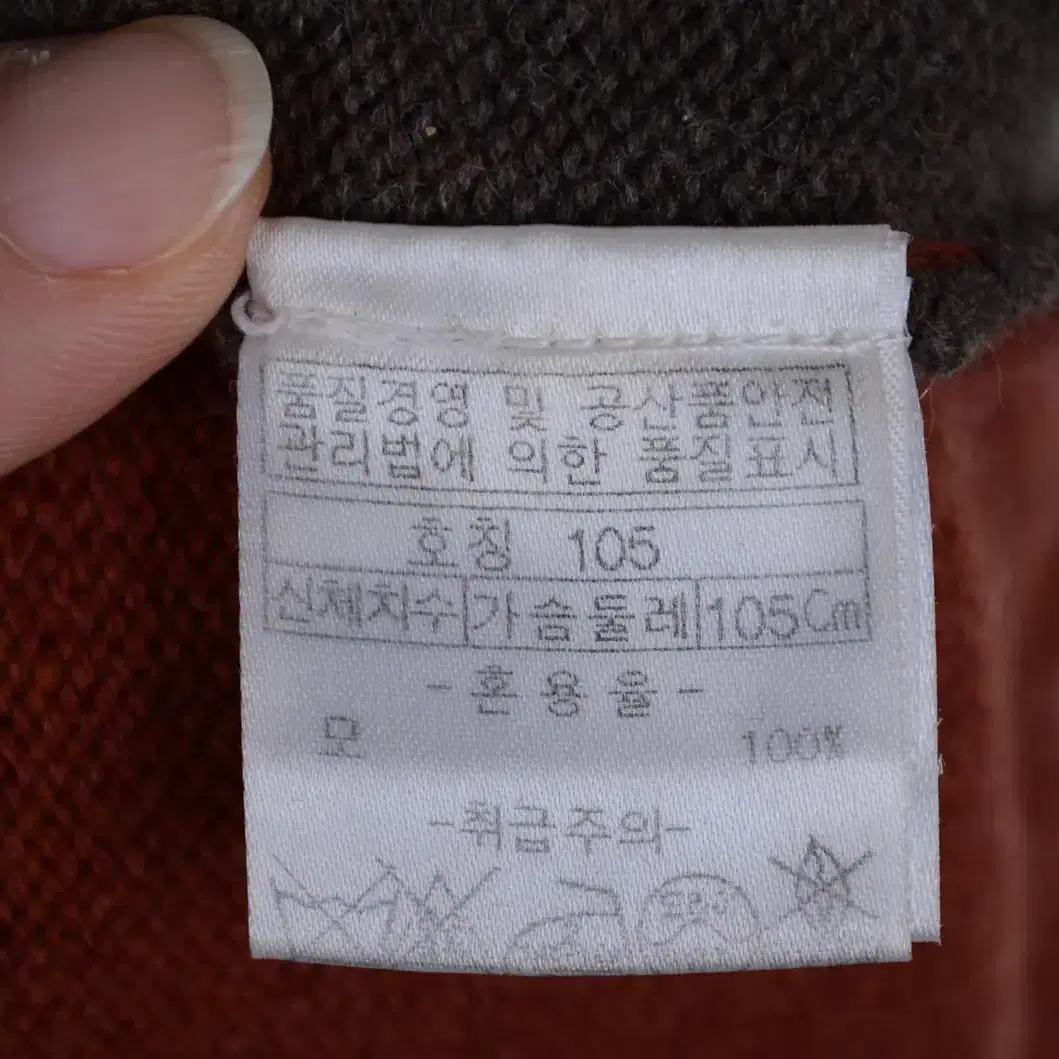 품질경영 및 공산품안전
관리법에 의한 품질표시
호칭 105
신체치수 가슴둘레 105Cm
-혼용율-
모 100%
-취급주의-